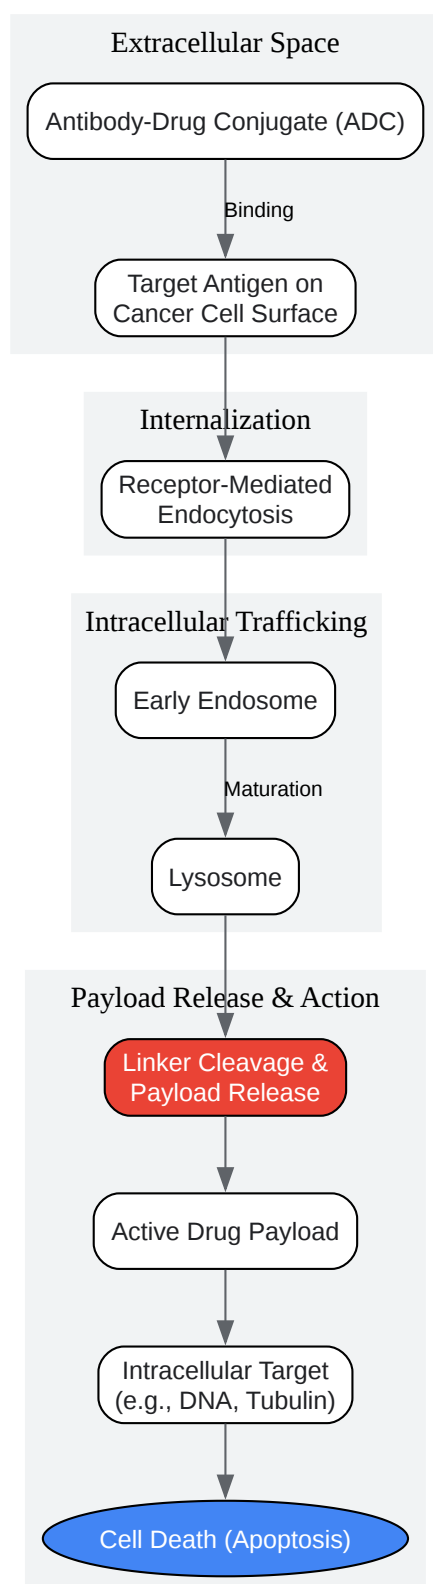 Extracellular Space
Antibody-Drug Conjugate (ADC)
Binding
Target Antigen on
Cancer Cell Surface
Internalization
Receptor-Mediated
Endocytosis
Intracellular Trafficking
Early Endosome
Maturation
Lysosome
Payload Release & Action
Linker Cleavage &
Payload Release
Active Drug Payload
Intracellular Target
(e.g., DNA, Tubulin)
Cell Death (Apoptosis)